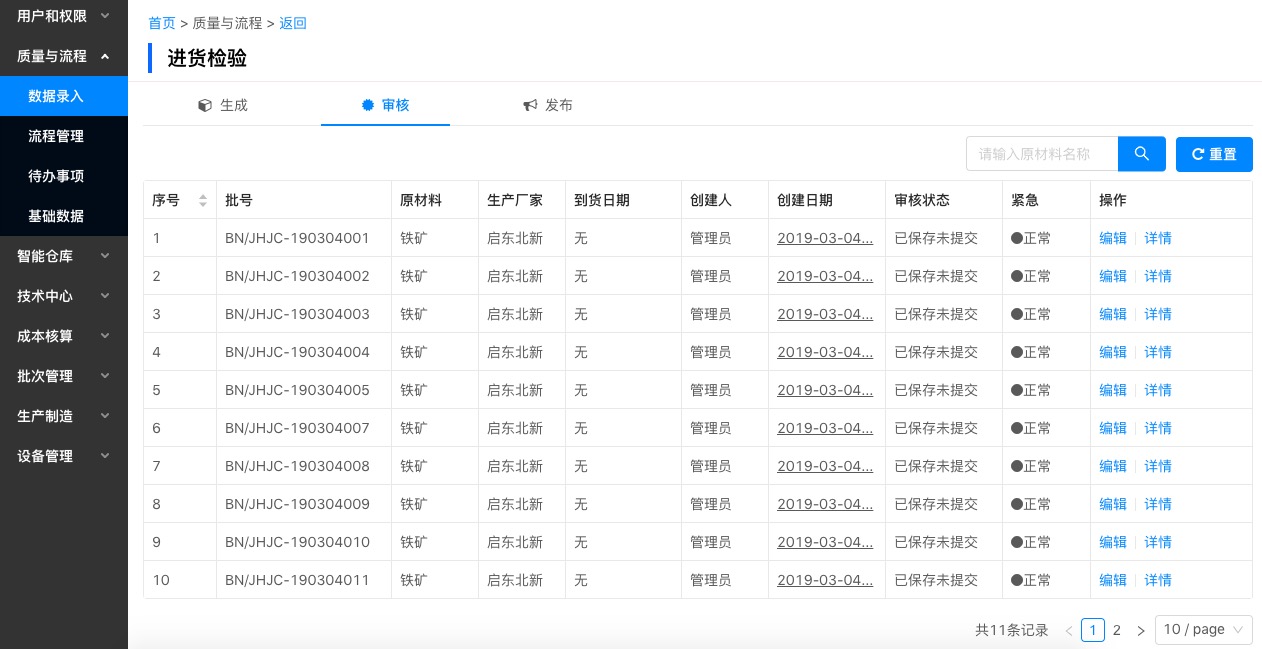 用户和权限
质量与流程
数据录入
流程管理
待办事项
基础数据
智能仓库
技术中心
成本核算
批次管理
生产制造
设备管理
首页 > 质量与流程 > 返回
进货检验
生成 审核 发布
请输入原材料名称 重置
序号 批号 原材料 生产厂家 到货日期 创建人 创建日期 审核状态 紧急 操作
1 BN/JHJC-190304001 铁矿 启东北新 无 管理员 2019-03-04... 已保存未提交 正常 编辑 详情
2 BN/JHJC-190304002 铁矿 启东北新 无 管理员 2019-03-04... 已保存未提交 正常 编辑 详情
3 BN/JHJC-190304003 铁矿 启东北新 无 管理员 2019-03-04... 已保存未提交 正常 编辑 详情
4 BN/JHJC-190304004 铁矿 启东北新 无 管理员 2019-03-04... 已保存未提交 正常 编辑 详情
5 BN/JHJC-190304005 铁矿 启东北新 无 管理员 2019-03-04... 已保存未提交 正常 编辑 详情
6 BN/JHJC-190304007 铁矿 启东北新 无 管理员 2019-03-04... 已保存未提交 正常 编辑 详情
7 BN/JHJC-190304008 铁矿 启东北新 无 管理员 2019-03-04... 已保存未提交 正常 编辑 详情
8 BN/JHJC-190304009 铁矿 启东北新 无 管理员 2019-03-04... 已保存未提交 正常 编辑 详情
9 BN/JHJC-190304010 铁矿 启东北新 无 管理员 2019-03-04... 已保存未提交 正常 编辑 详情
10 BN/JHJC-190304011 铁矿 启东北新 无 管理员 2019-03-04... 已保存未提交 正常 编辑 详情
共11条记录 < 1 2 > 10 / page